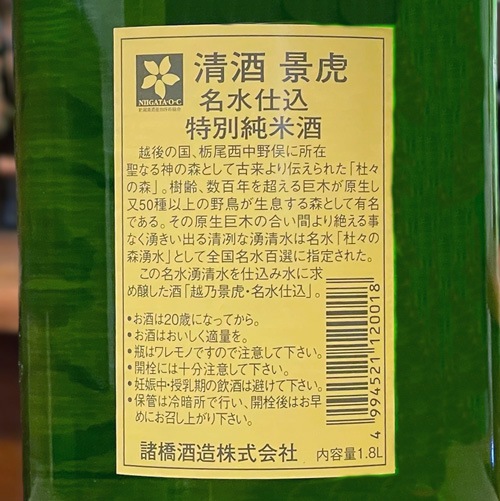 清酒 景虎
NIIGATA・O・C
名水仕込
特別純米酒
越後の国、栃尾西中野俣に所在
聖なる神の森として古来より伝えられた「杜々
の森」。樹齢、数百年を超える巨木が原生し
又50種以上の野鳥が生息する森として有名
である。その原生巨木の合い間より絶える事
なく湧きい出る清冽な湧清水は名水「杜々の
森湧水」として全国名水百選に指定された。
この名水湧清水を仕込み水に求
め醸した酒「越乃景虎・名水仕込」。
•お酒は20歳になってから。
•お酒はおいしく適量を。
•瓶はワレモノですので注意して下さい。
•開栓には十分注意して下さい。
•妊娠中・授乳期の飲酒は避けて下さい。
•保管は冷暗所で行い、開栓後はお早
めにお召し上がり下さい。
4 994521 120018
諸橋酒造株式会社
内容量1.8L